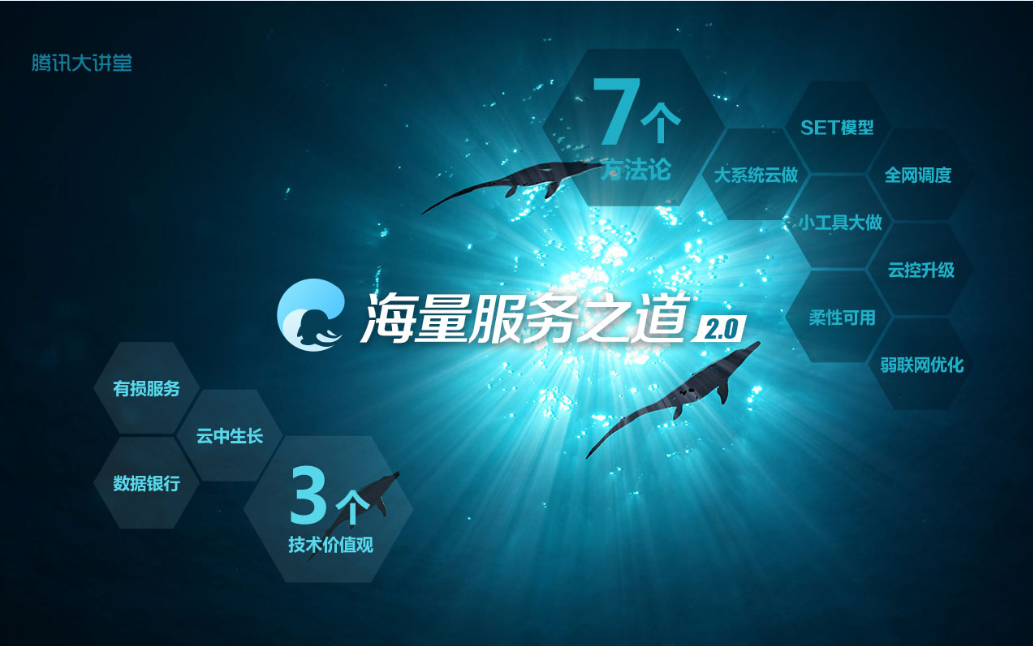 腾讯大讲堂
7个
方法论
SET模型
大系统云做
全网调度
小工具大做
云控升级
柔性可用
弱联网优化
海量服务之道2.0
有损服务
云中生长
数据银行
3个
技术价值观